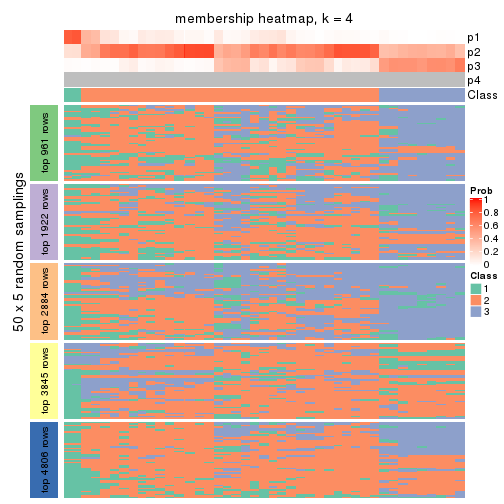 membership heatmap, k = 4
p1
p2
p3
p4
Class
50 x 5 random samplings
top 961 rows
top 1922 rows
top 2884 rows
top 3845 rows
top 4806 rows
Prob
1
0.8
0.6
0.4
0.2
0
Class
1
2
3